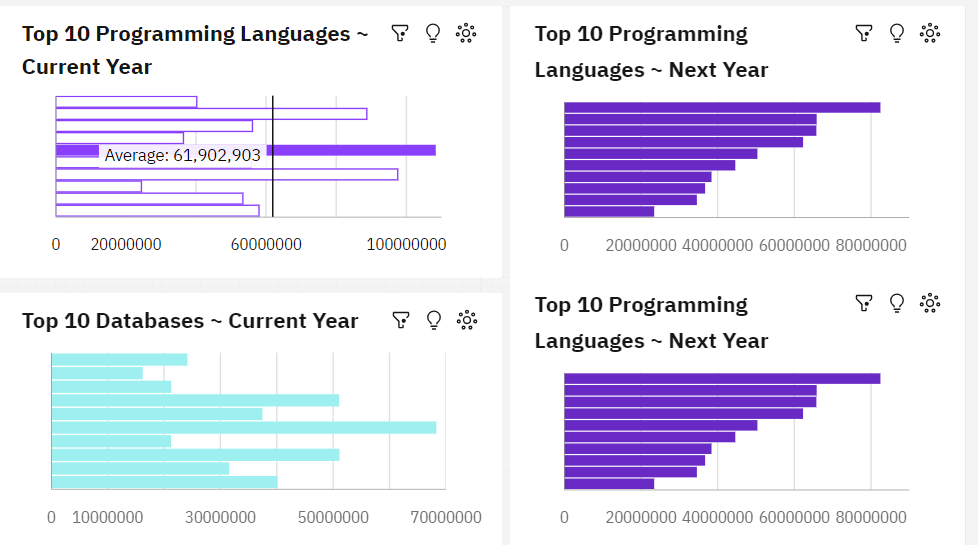 Top 10 Programming Languages ~
Current Year
Average: 61,902,903
0 20000000 60000000 100000000
Top 10 Programming
Languages ~ Next Year
0 20000000 40000000 60000000 80000000
Top 10 Databases ~ Current Year
0 10000000 30000000 50000000 70000000
Top 10 Programming
Languages ~ Next Year
0 20000000 40000000 60000000 80000000